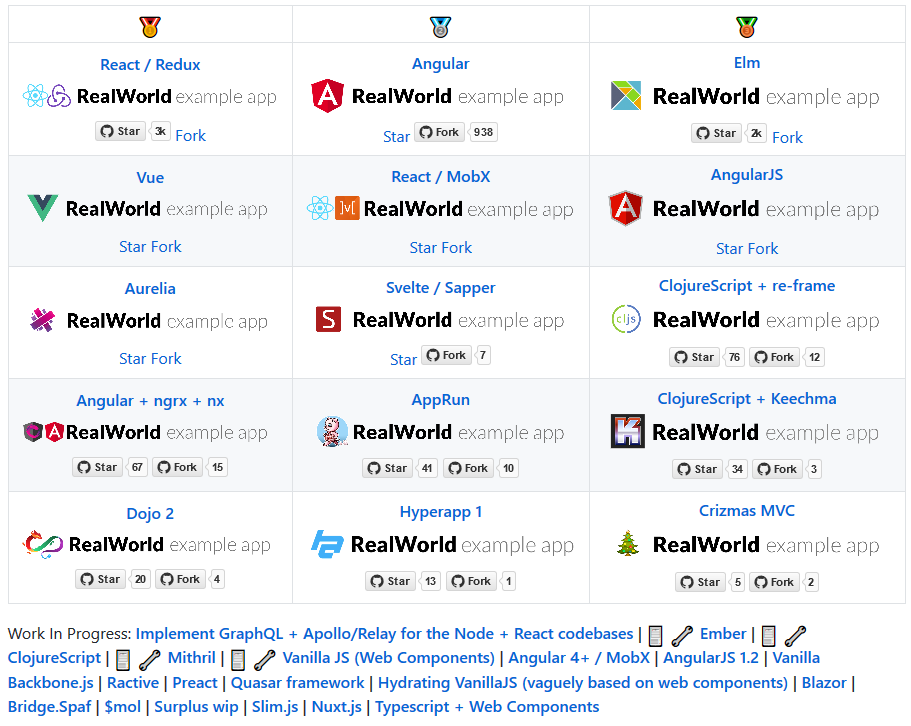 React / Redux
RealWorld example app
Star 3k Fork
Angular
RealWorld example app
Star Fork 938
Elm
RealWorld example app
Star 2k Fork
Vue
RealWorld example app
Star Fork
React / MobX
]v[ RealWorld example app
Star Fork
AngularJS
A RealWorld example app
Star Fork
Aurelia
RealWorld example app
Star Fork
Svelte / Sapper
S RealWorld example app
Star Fork 7
ClojureScript + re-frame
cljs RealWorld example app
Star 76 Fork 12
Angular + ngrx + nx
RealWorld example app
Star 67 Fork 15
AppRun
RealWorld example app
Star 41 Fork 10
ClojureScript + Keechma
K RealWorld example app
Star 34 Fork 3
Dojo 2
RealWorld example app
Star 20 Fork 4
Hyperapp 1
RealWorld example app
Star 13 Fork 1
Crizmas MVC
RealWorld example app
Star 5 Fork 2
Work In Progress: Implement GraphQL + Apollo/Relay for the Node + React codebases | Ember |
ClojureScript | Mithril | Vanilla JS (Web Components) | Angular 4+ / MobX | AngularJS 1.2 | Vanilla
Backbone.js | Ractive | Preact | Quasar framework | Hydrating VanillaJS (vaguely based on web components) | Blazor |
Bridge.Spaf | $mol | Surplus wip | Slim.js | Nuxt.js | Typescript + Web Components